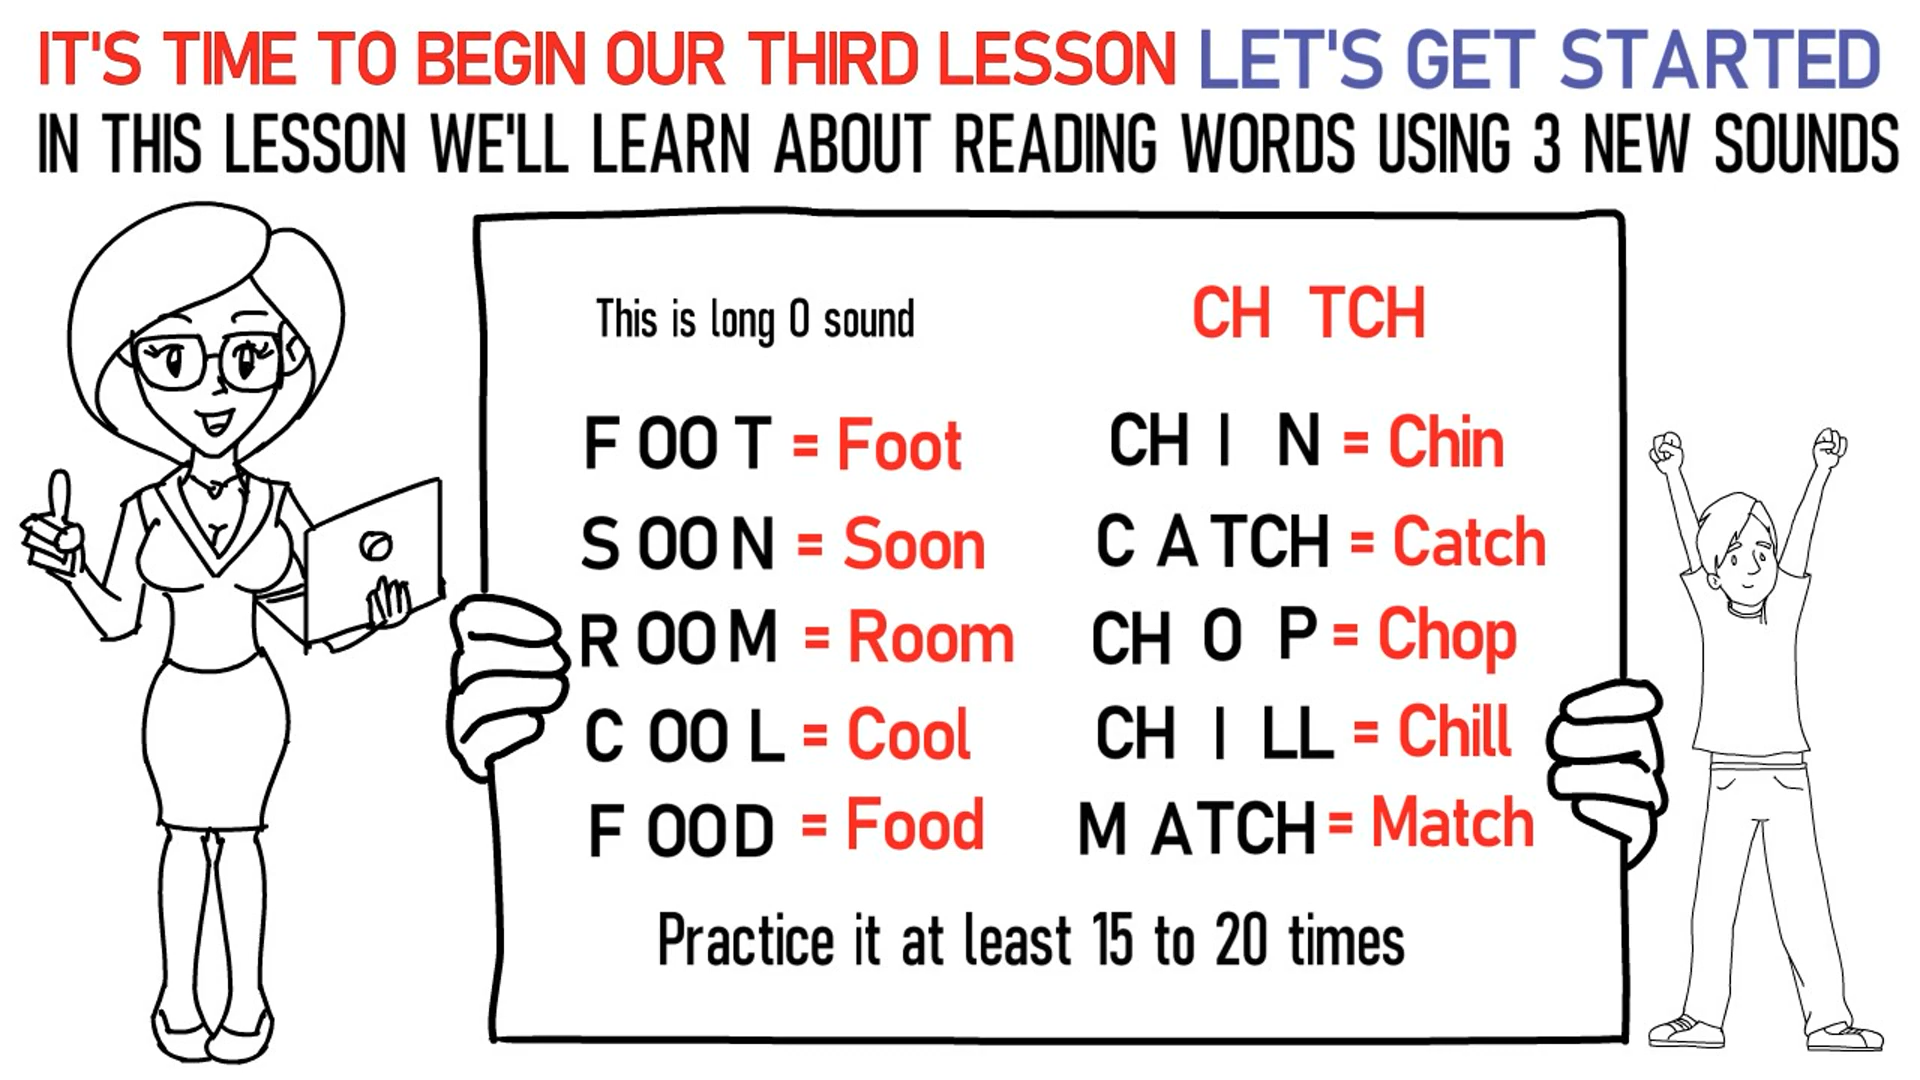 IT'S TIME TO BEGIN OUR THIRD LESSON LET'S GET STARTED
IN THIS LESSON WE'LL LEARN ABOUT READING WORDS USING 3 NEW SOUNDS
This is long O sound
F OO T = Foot
S OO N = Soon
R OO M = Room
C OO L = Cool
F OO D = Food
CH TCH
CH I N = Chin
C A TCH = Catch
CH O P = Chop
CH I LL = Chill
M A TCH = Match
Practice it at least 15 to 20 times